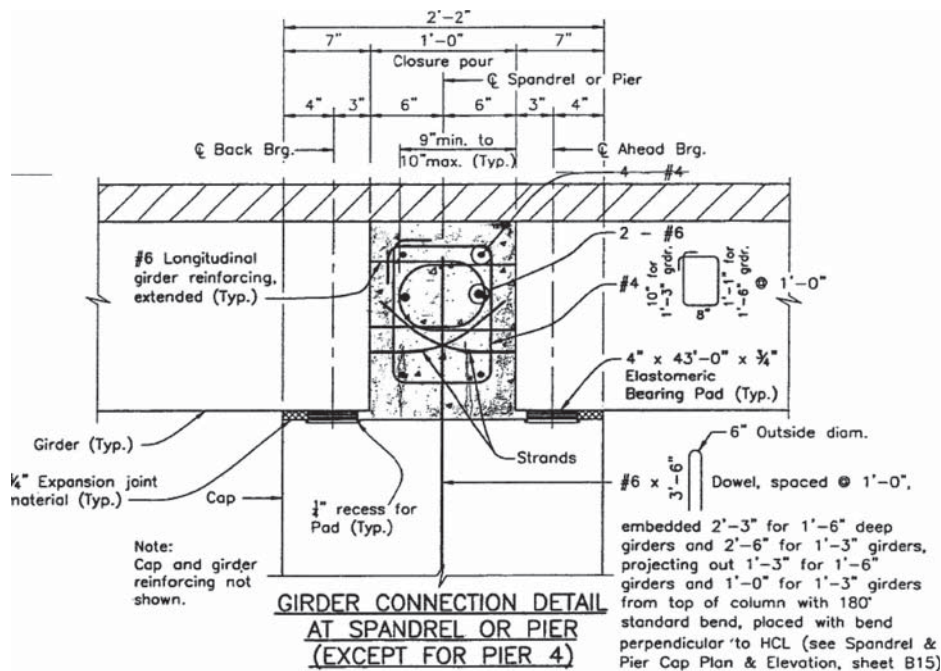 2'-2"
7" 1'-0" 7"
Closure pour
℄ Spandrel or Pier
4" 3" 6" 6" 3" 4"
9"min. to
10"max. (Typ.)
℄ Back Brg.
℄ Ahead Brg.
4 - #4
2 - #6
#6 Longitudinal
girder reinforcing,
extended (Typ.)
#4
10" for
1'-3" grdr.
1'-1" for
1'-6" grdr.
8"
@ 1'-0"
4" x 43'-0" x ¾"
Elastomeric
Bearing Pad (Typ.)
Girder (Typ.)
Strands
6" Outside diam.
¼" Expansion joint
material (Typ.)
Cap
¼" recess for
Pad (Typ.)
#6 x 3'-6" Dowel, spaced @ 1'-0",
embedded 2'-3" for 1'-6" deep
girders and 2'-6" for 1'-3" girders,
projecting out 1'-3" for 1'-6"
girders and 1'-0" for 1'-3" girders
from top of column with 180°
standard bend, placed with bend
perpendicular to HCL (see Spandrel &
Pier Cap Plan & Elevation, sheet B15)
Note:
Cap and girder
reinforcing not
shown.
GIRDER CONNECTION DETAIL
AT SPANDREL OR PIER
(EXCEPT FOR PIER 4)